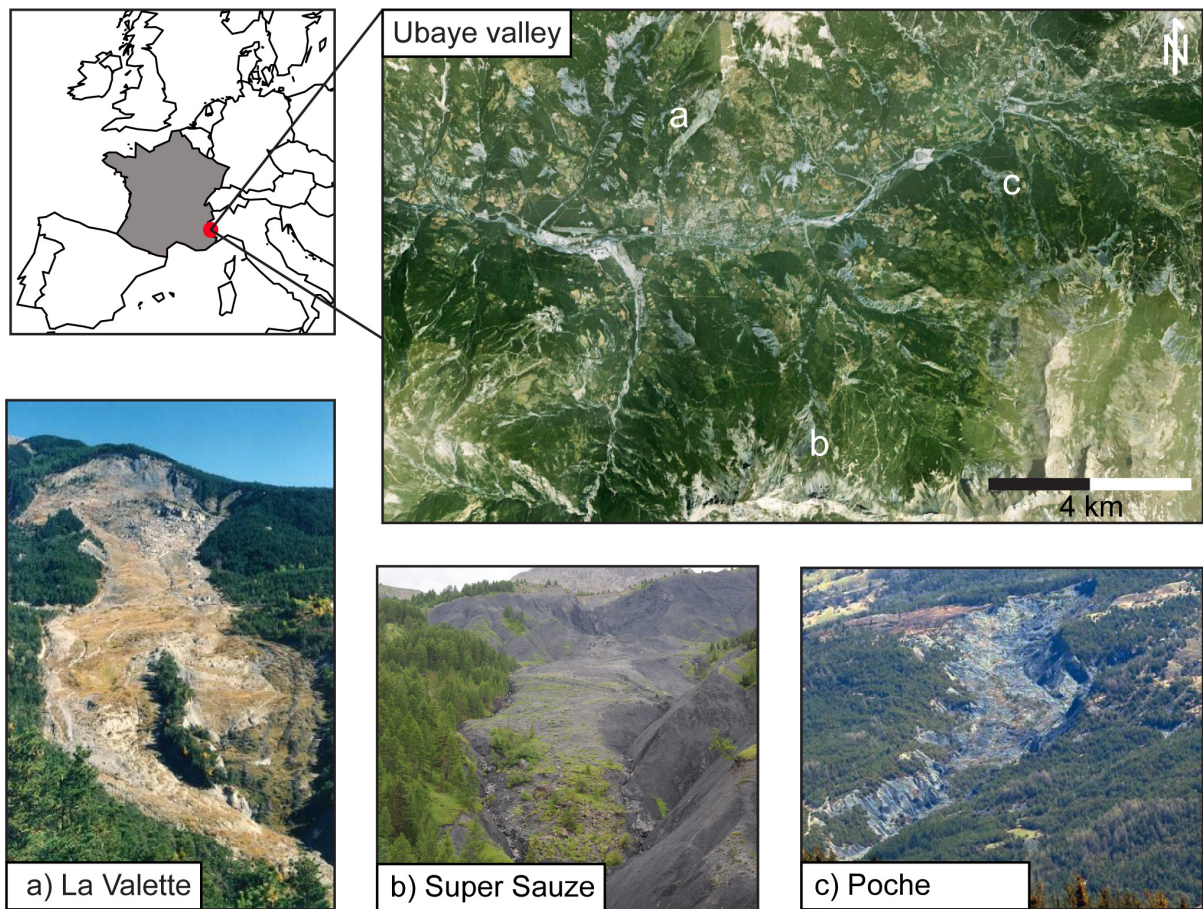 Ubaye valley
N
a
c
b
4 km
a) La Valette
b) Super Sauze
c) Poche